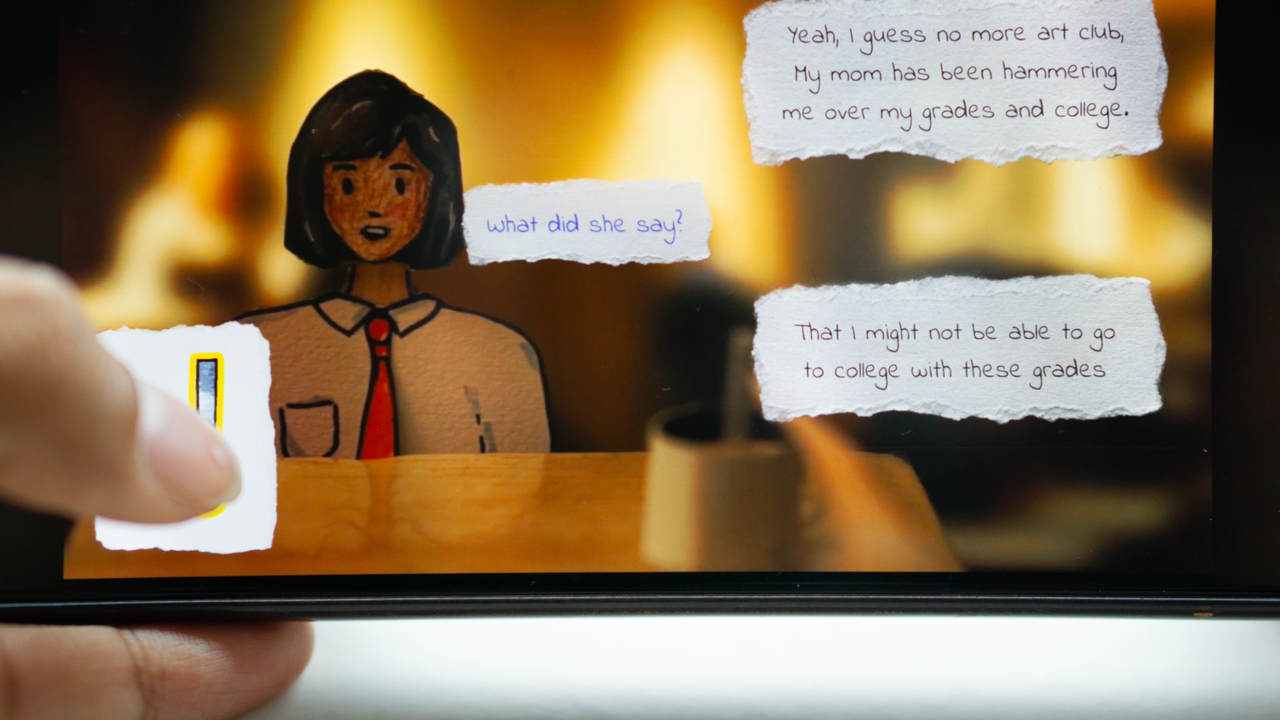 Yeah, I guess no more art club,
My mom has been hammering
me over my grades and college.
what did she say?
That I might not be able to go
to college with these grades